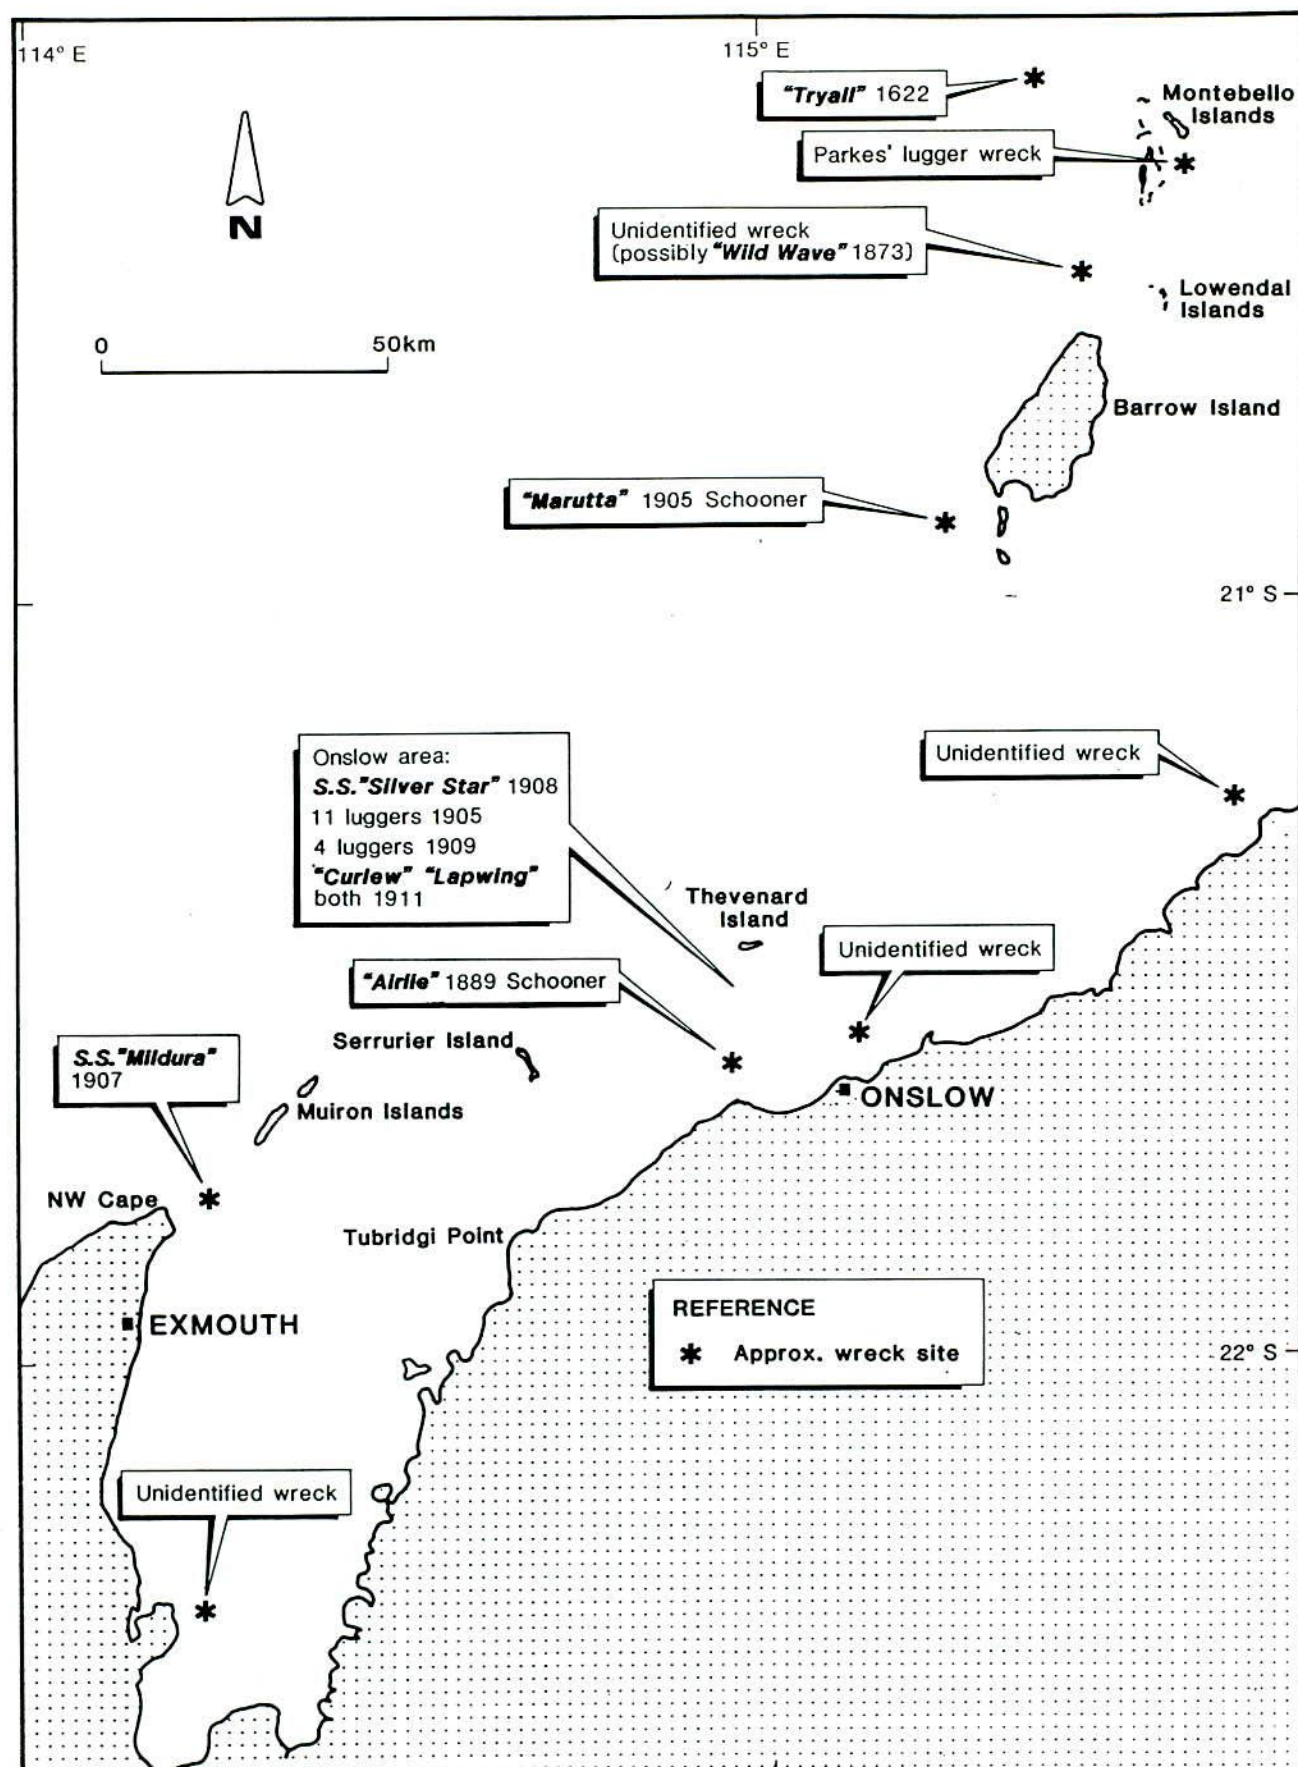 114° E
115° E
"Tryall" 1622
Montebello
Islands
Parkes' lugger wreck
N
Unidentified wreck
(possibly "Wild Wave" 1873)
Lowendal
Islands
0 50km
Barrow Island
"Marutta" 1905 Schooner
21° S
Unidentified wreck
Onslow area:
S.S."Silver Star" 1908
11 luggers 1905
4 luggers 1909
"Curlew" "Lapwing"
both 1911
Thevenard
Island
Unidentified wreck
"Airlie" 1889 Schooner
Serrurier Island
S.S."Mildura"
1907
ONSLOW
Muiron Islands
NW Cape
Tubridgi Point
REFERENCE
EXMOUTH
* Approx. wreck site
22° S
Unidentified wreck